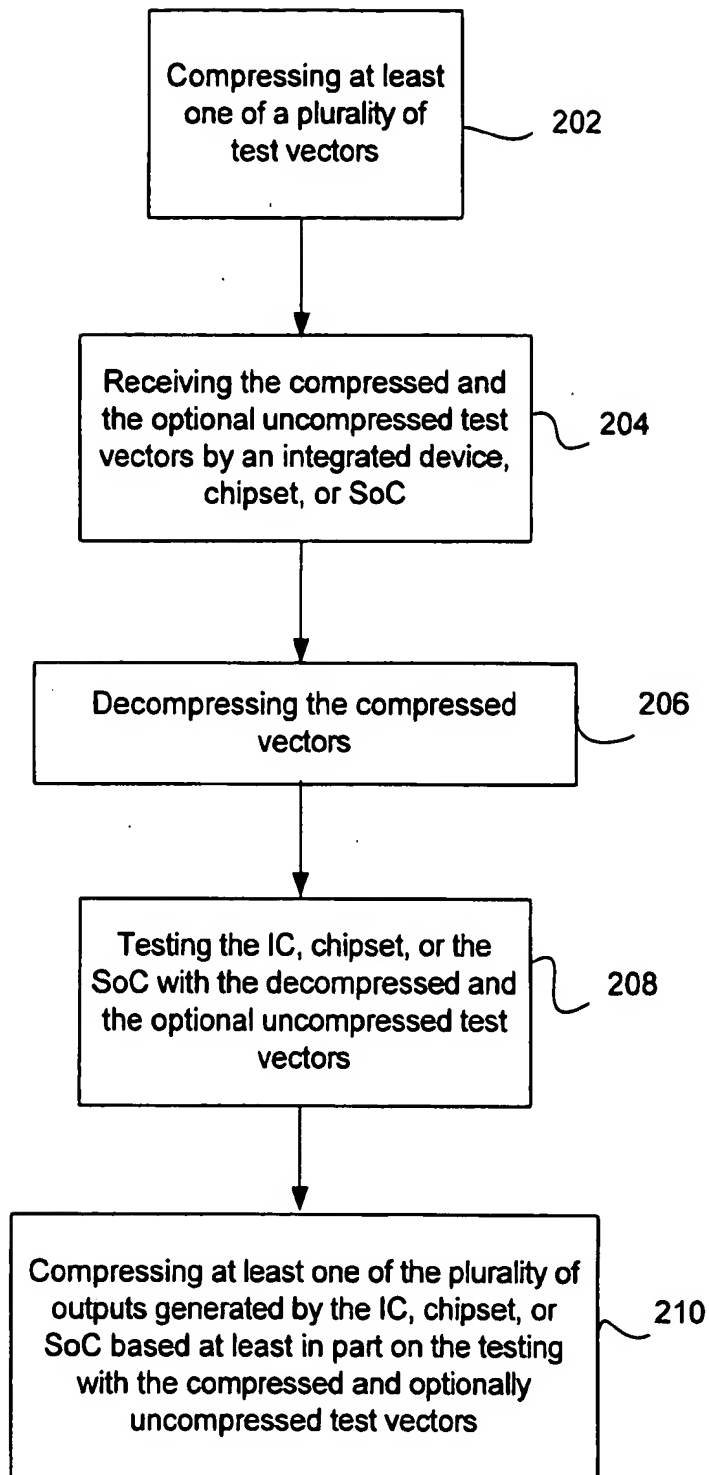 Compressing at least
one of a plurality of
test vectors
202
Receiving the compressed and
the optional uncompressed test
vectors by an integrated device,
chipset, or SoC
204
Decompressing the compressed
vectors
206
Testing the IC, chipset, or the
SoC with the decompressed and
the optional uncompressed test
vectors
208
Compressing at least one of the plurality of
outputs generated by the IC, chipset, or
SoC based at least in part on the testing
with the compressed and optionally
uncompressed test vectors
210